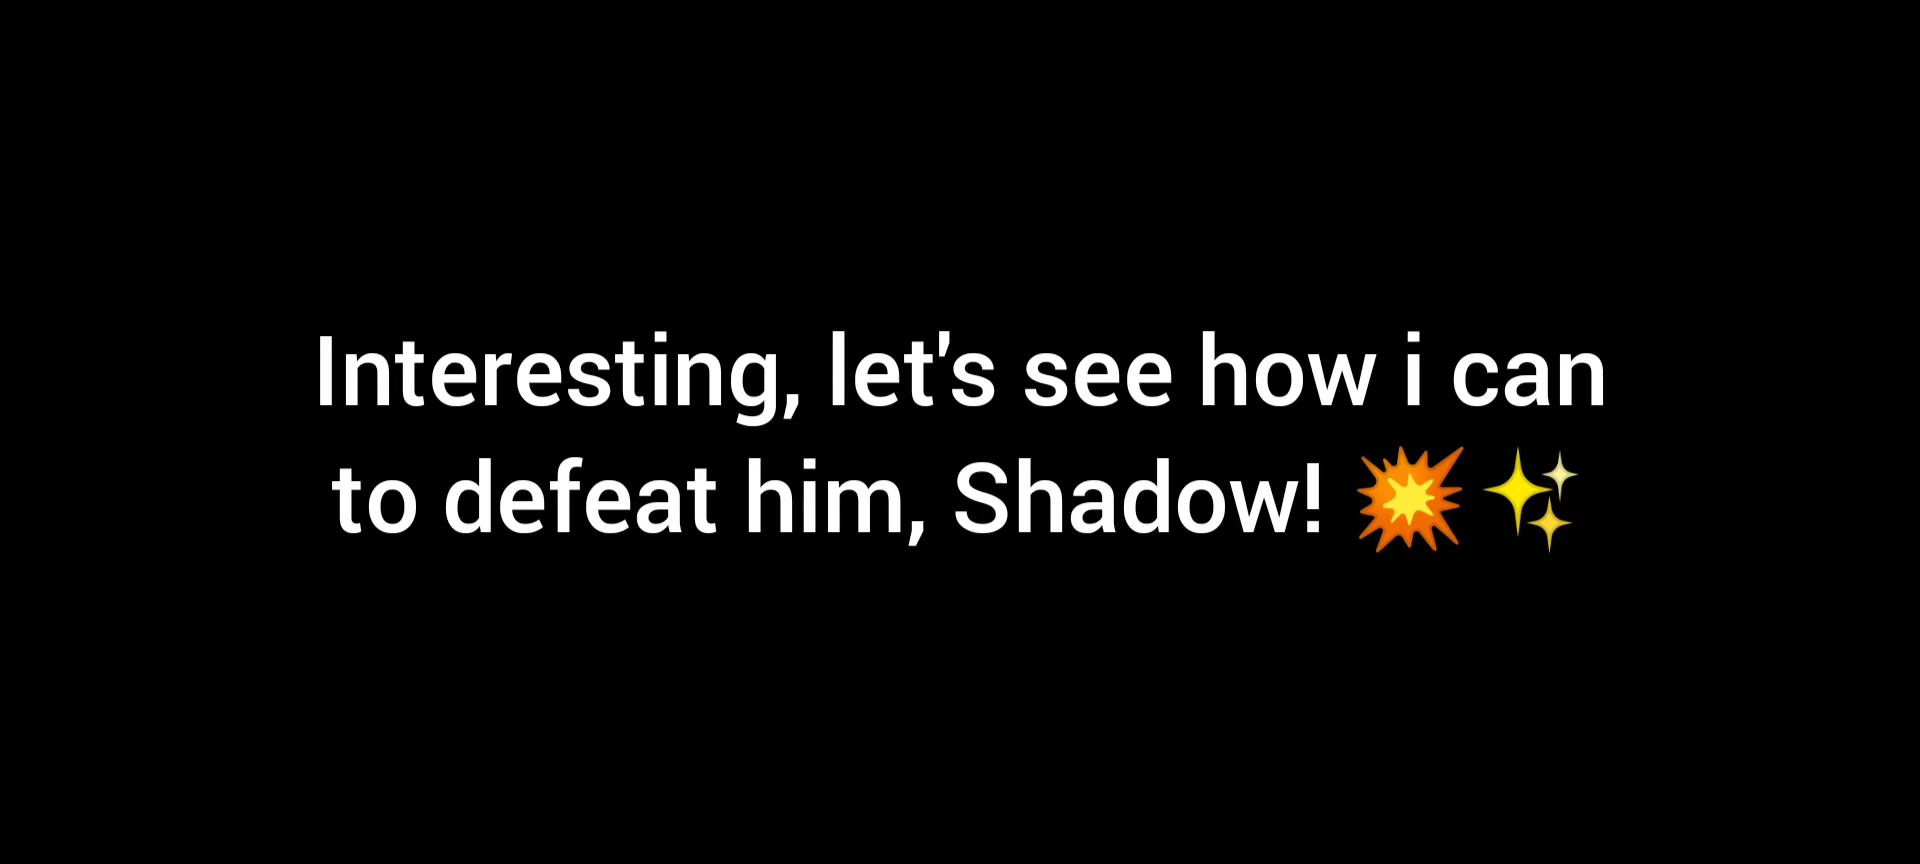 Interesting, let's see how i can
to defeat him, Shadow! 💥✨